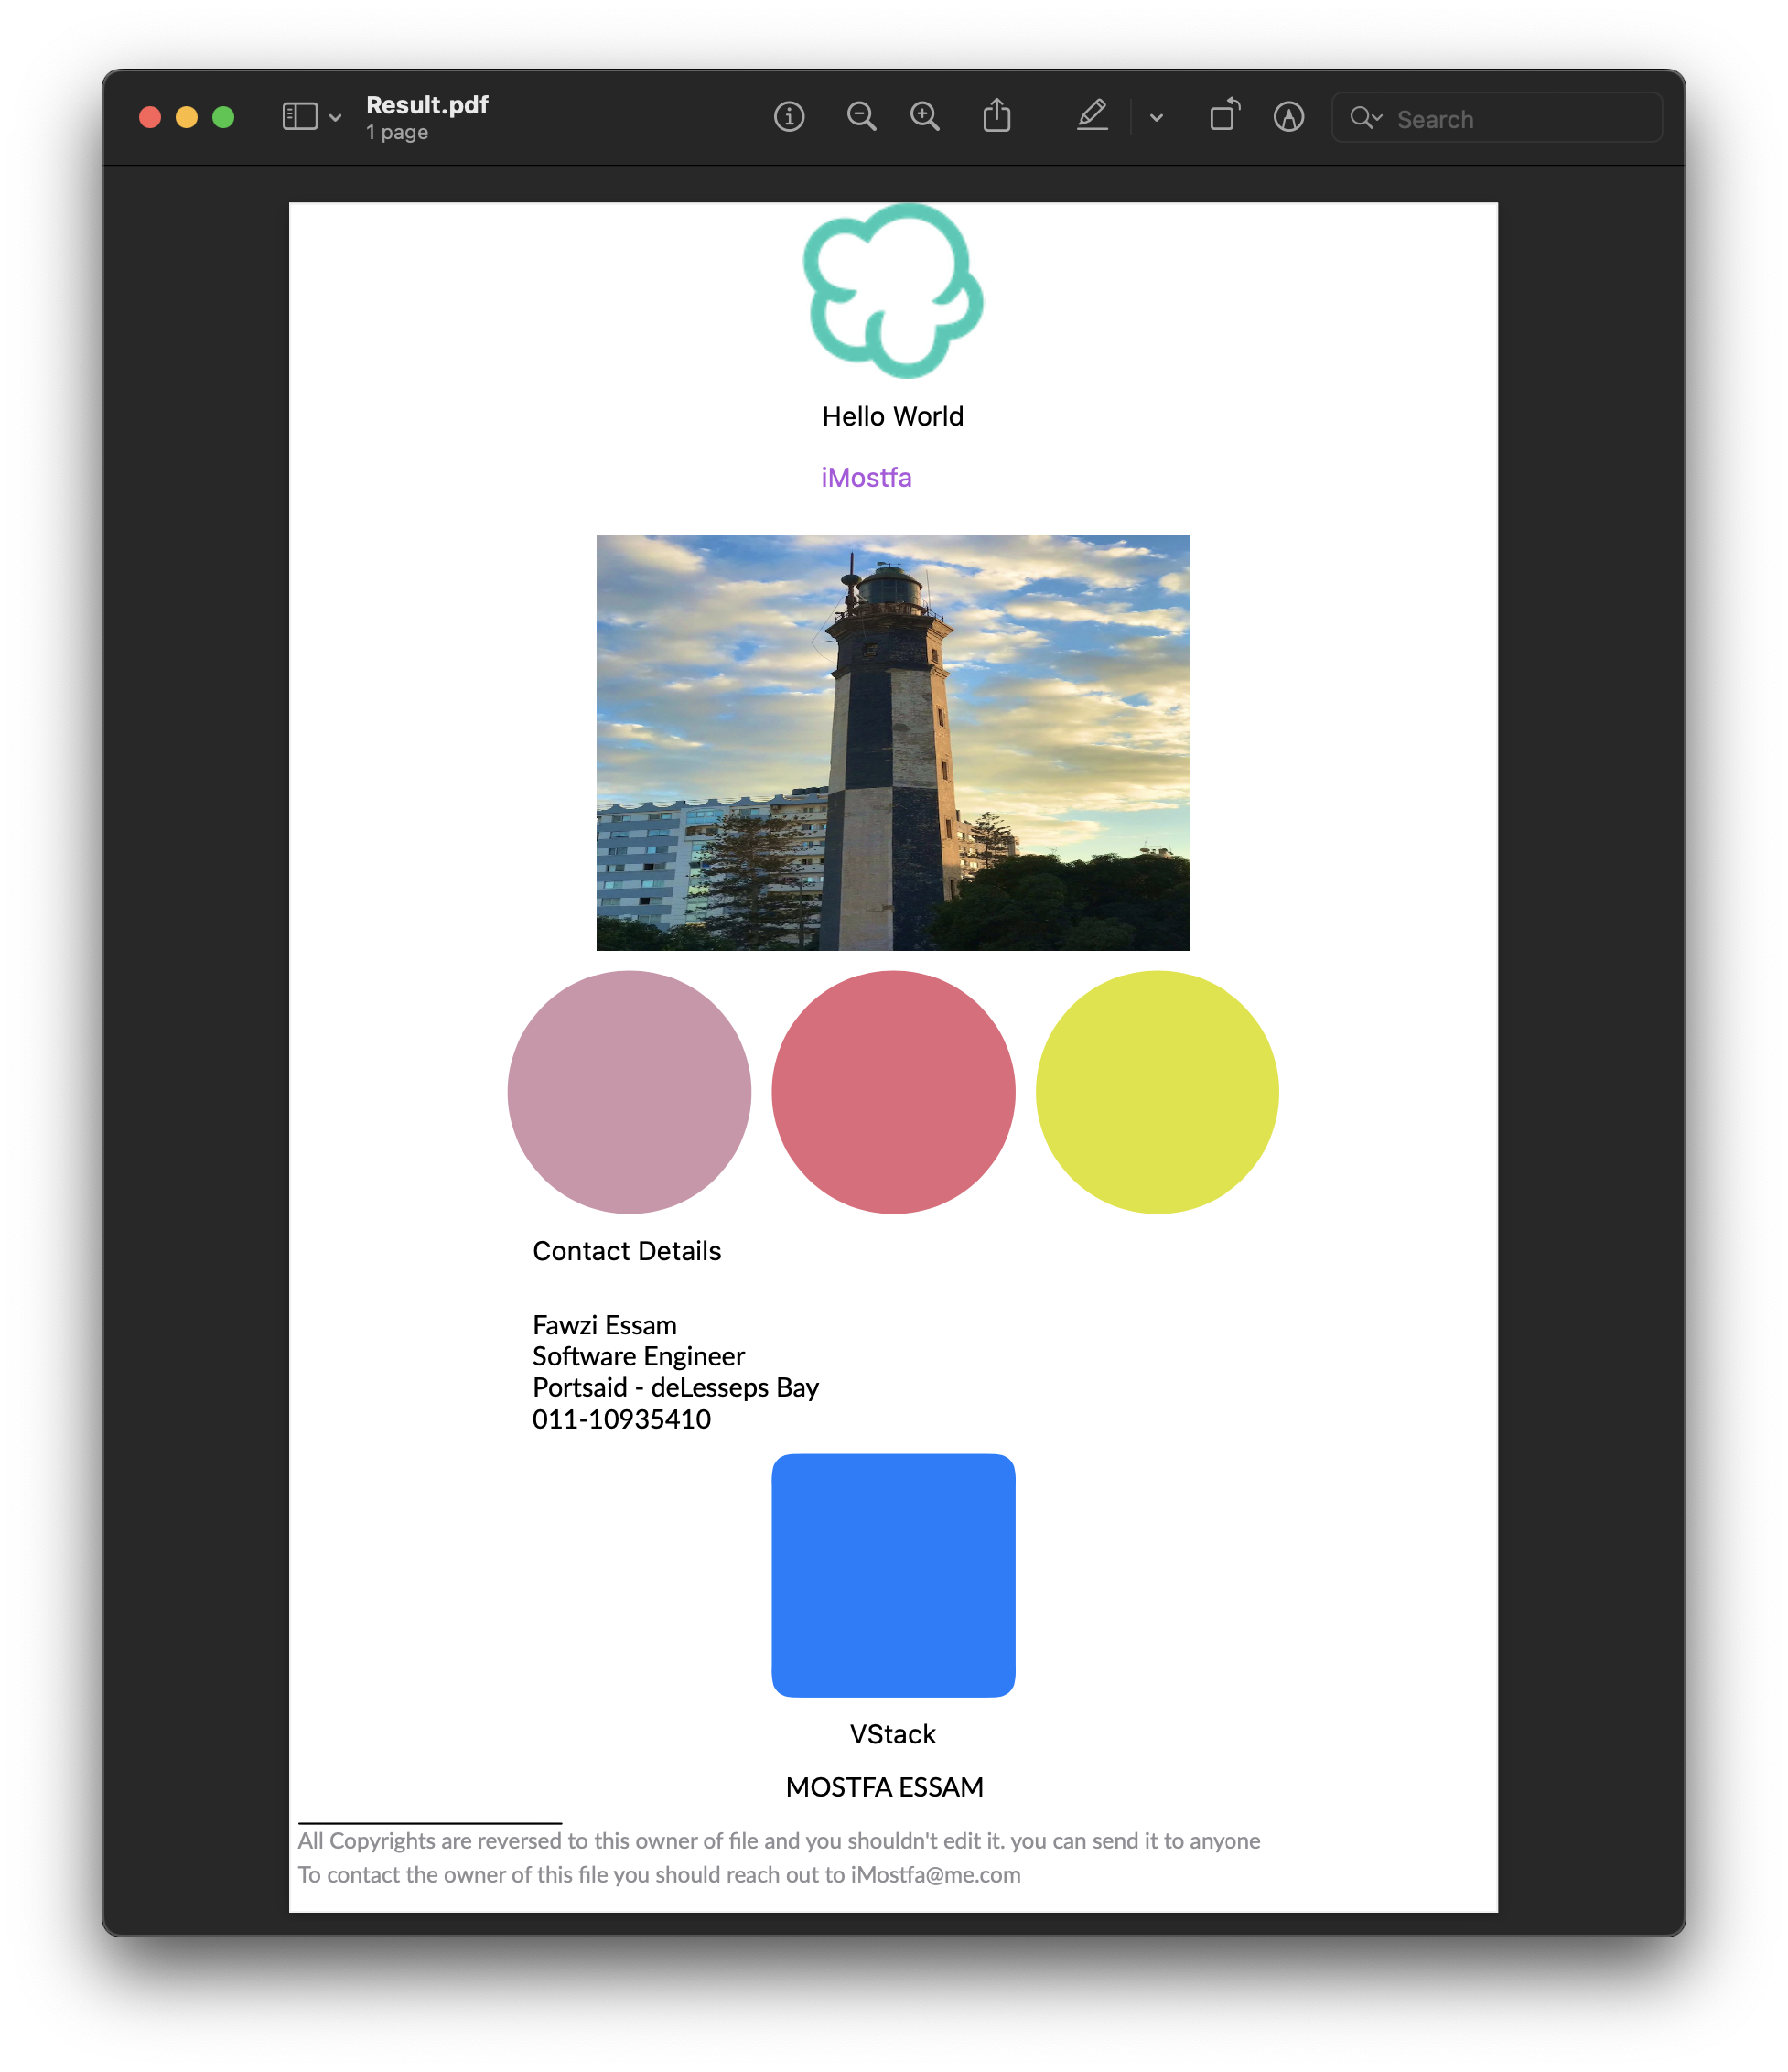 Result.pdf
1 page
Search
Hello World
iMostfa
Contact Details
Fawzi Essam
Software Engineer
Portsaid - deLesseps Bay
011-10935410
VStack
MOSTFA ESSAM
All Copyrights are reversed to this owner of file and you shouldn't edit it. you can send it to anyone
To contact the owner of this file you should reach out to iMostfa@me.com